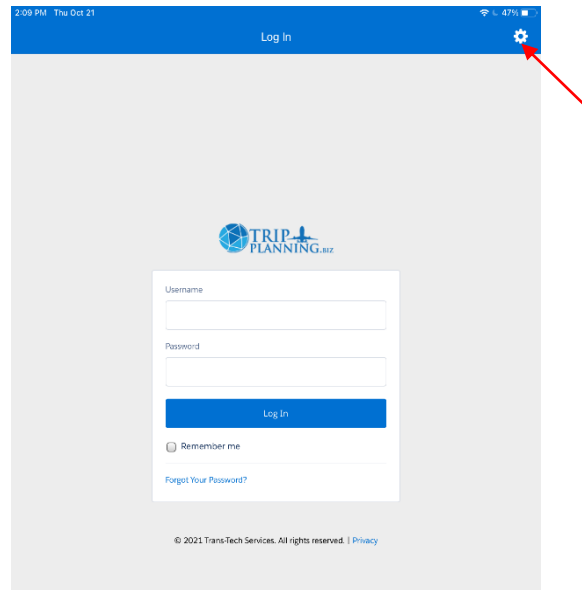 2:09 PM Thu Oct 21
47%
Log In
TRIP
PLANNING.BIZ
Username
Password
Log In
Remember me
Forgot Your Password?
© 2021 Trans-Tech Services. All rights reserved. | Privacy